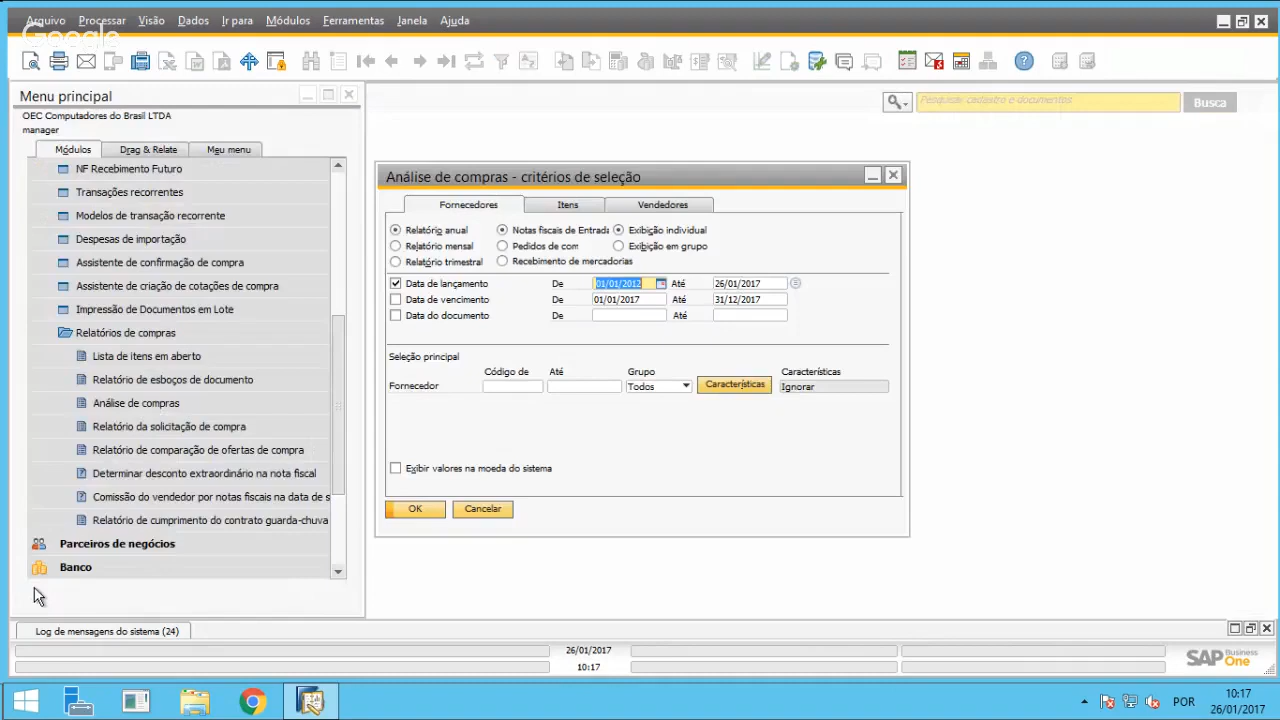 Arquivo Processar Visão Dados Ir para Módulos Ferramentas Janela Ajuda
Google
Menu principal
OEC Computadores do Brasil LTDA
manager
Módulos Drag & Relate Meu menu
NF Recebimento Futuro
Transações recorrentes
Modelos de transação recorrente
Despesas de importação
Assistente de confirmação de compra
Assistente de criação de cotações de compra
Impressão de Documentos em Lote
Relatórios de compras
Lista de itens em aberto
Relatório de esboços de documento
Análise de compras
Relatório da solicitação de compra
Relatório de comparação de ofertas de compra
Determinar desconto extraordinário na nota fiscal
Comissão do vendedor por notas fiscais na data de s
Relatório de cumprimento do contrato guarda-chuva
Parceiros de negócios
Banco
Pesquisar cadastro e documentos Busca
Análise de compras - critérios de seleção
Fornecedores Itens Vendedores
Relatório anual Notas fiscais de Entrada Exibição individual
Relatório mensal Pedidos de com Exibição em grupo
Relatório trimestral Recebimento de mercadorias
Data de lançamento De 01/01/2012 Até 26/01/2017
Data de vencimento De 01/01/2017 Até 31/12/2017
Data do documento De Até
Seleção principal
Código de Até Grupo Características
Fornecedor Todos Características Ignorar
Exibir valores na moeda do sistema
OK Cancelar
Log de mensagens do sistema (24)
26/01/2017
10:17
SAP Business One
POR 10:17
26/01/2017